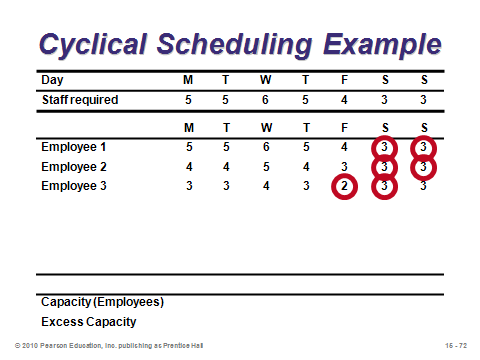 Cyclical Scheduling Example
Day M T W T F S S
Staff required 5 5 6 5 4 3 3
M T W T F S S
Employee 1 5 5 6 5 4 3 3
Employee 2 4 4 5 4 3 3 3
Employee 3 3 3 4 3 2 3 3
Capacity (Employees)
Excess Capacity
© 2010 Pearson Education, Inc. publishing as Prentice Hall 15 - 72